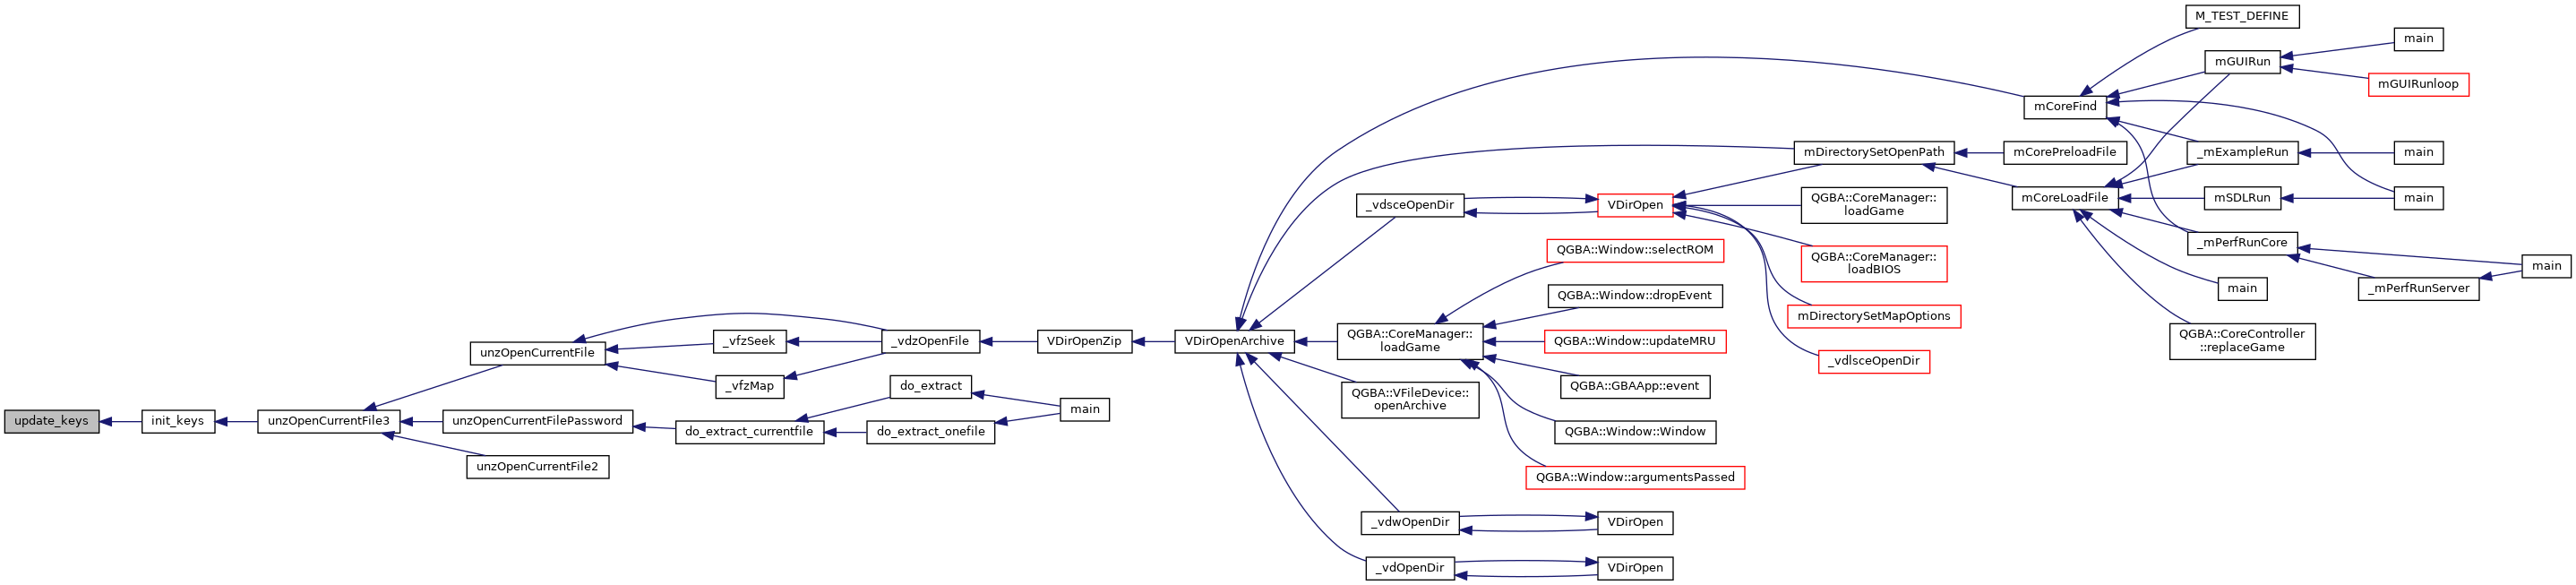 update_keys
init_keys
unzOpenCurrentFile3
unzOpenCurrentFile
_vfzSeek
_vfzMap
_vdzOpenFile
VDirOpenZip
VDirOpenArchive
unzOpenCurrentFilePassword
unzOpenCurrentFile2
do_extract_currentfile
do_extract
do_extract_onefile
main
mCoreFind
M_TEST_DEFINE
mGUIRun
main
mGUIRunloop
mDirectorySetOpenPath
mCorePreloadFile
_mExampleRun
main
_vdsceOpenDir
VDirOpen
QGBA::CoreManager::
loadGame
mCoreLoadFile
mSDLRun
main
QGBA::CoreManager::
loadBIOS
_mPerfRunCore
main
_mPerfRunServer
main
mDirectorySetMapOptions
_vdlsceOpenDir
QGBA::CoreController
::replaceGame
QGBA::CoreManager::
loadGame
QGBA::Window::selectROM
QGBA::Window::dropEvent
QGBA::Window::updateMRU
QGBA::GBAApp::event
QGBA::Window::Window
QGBA::Window::argumentsPassed
QGBA::VFileDevice::
openArchive
_vdwOpenDir
VDirOpen
_vdOpenDir
VDirOpen